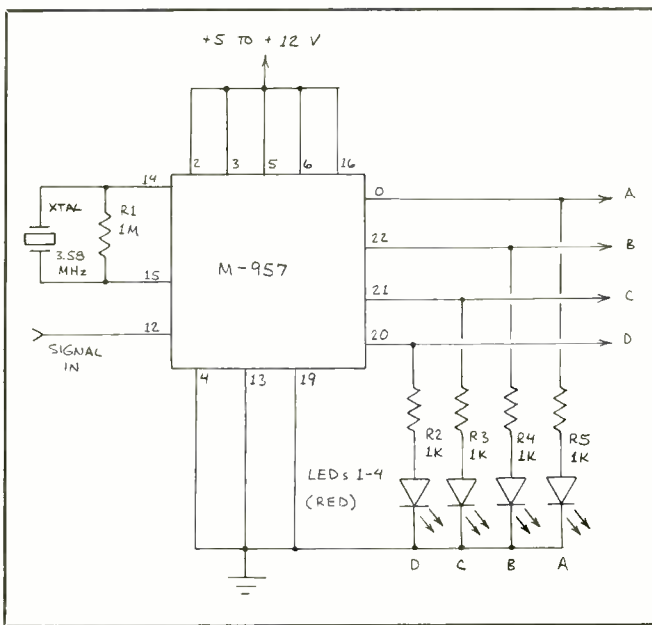 +5 TO +12 V
2 3 5 6 16
14
XTAL
R1
1M
3.58
MHz
15
M-957
12
SIGNAL
IN
4 13 19
0
A
22
B
21
C
20
D
R2
1K
R3
1K
R4
1K
R5
1K
LEDs 1-4
(RED)
D C B A